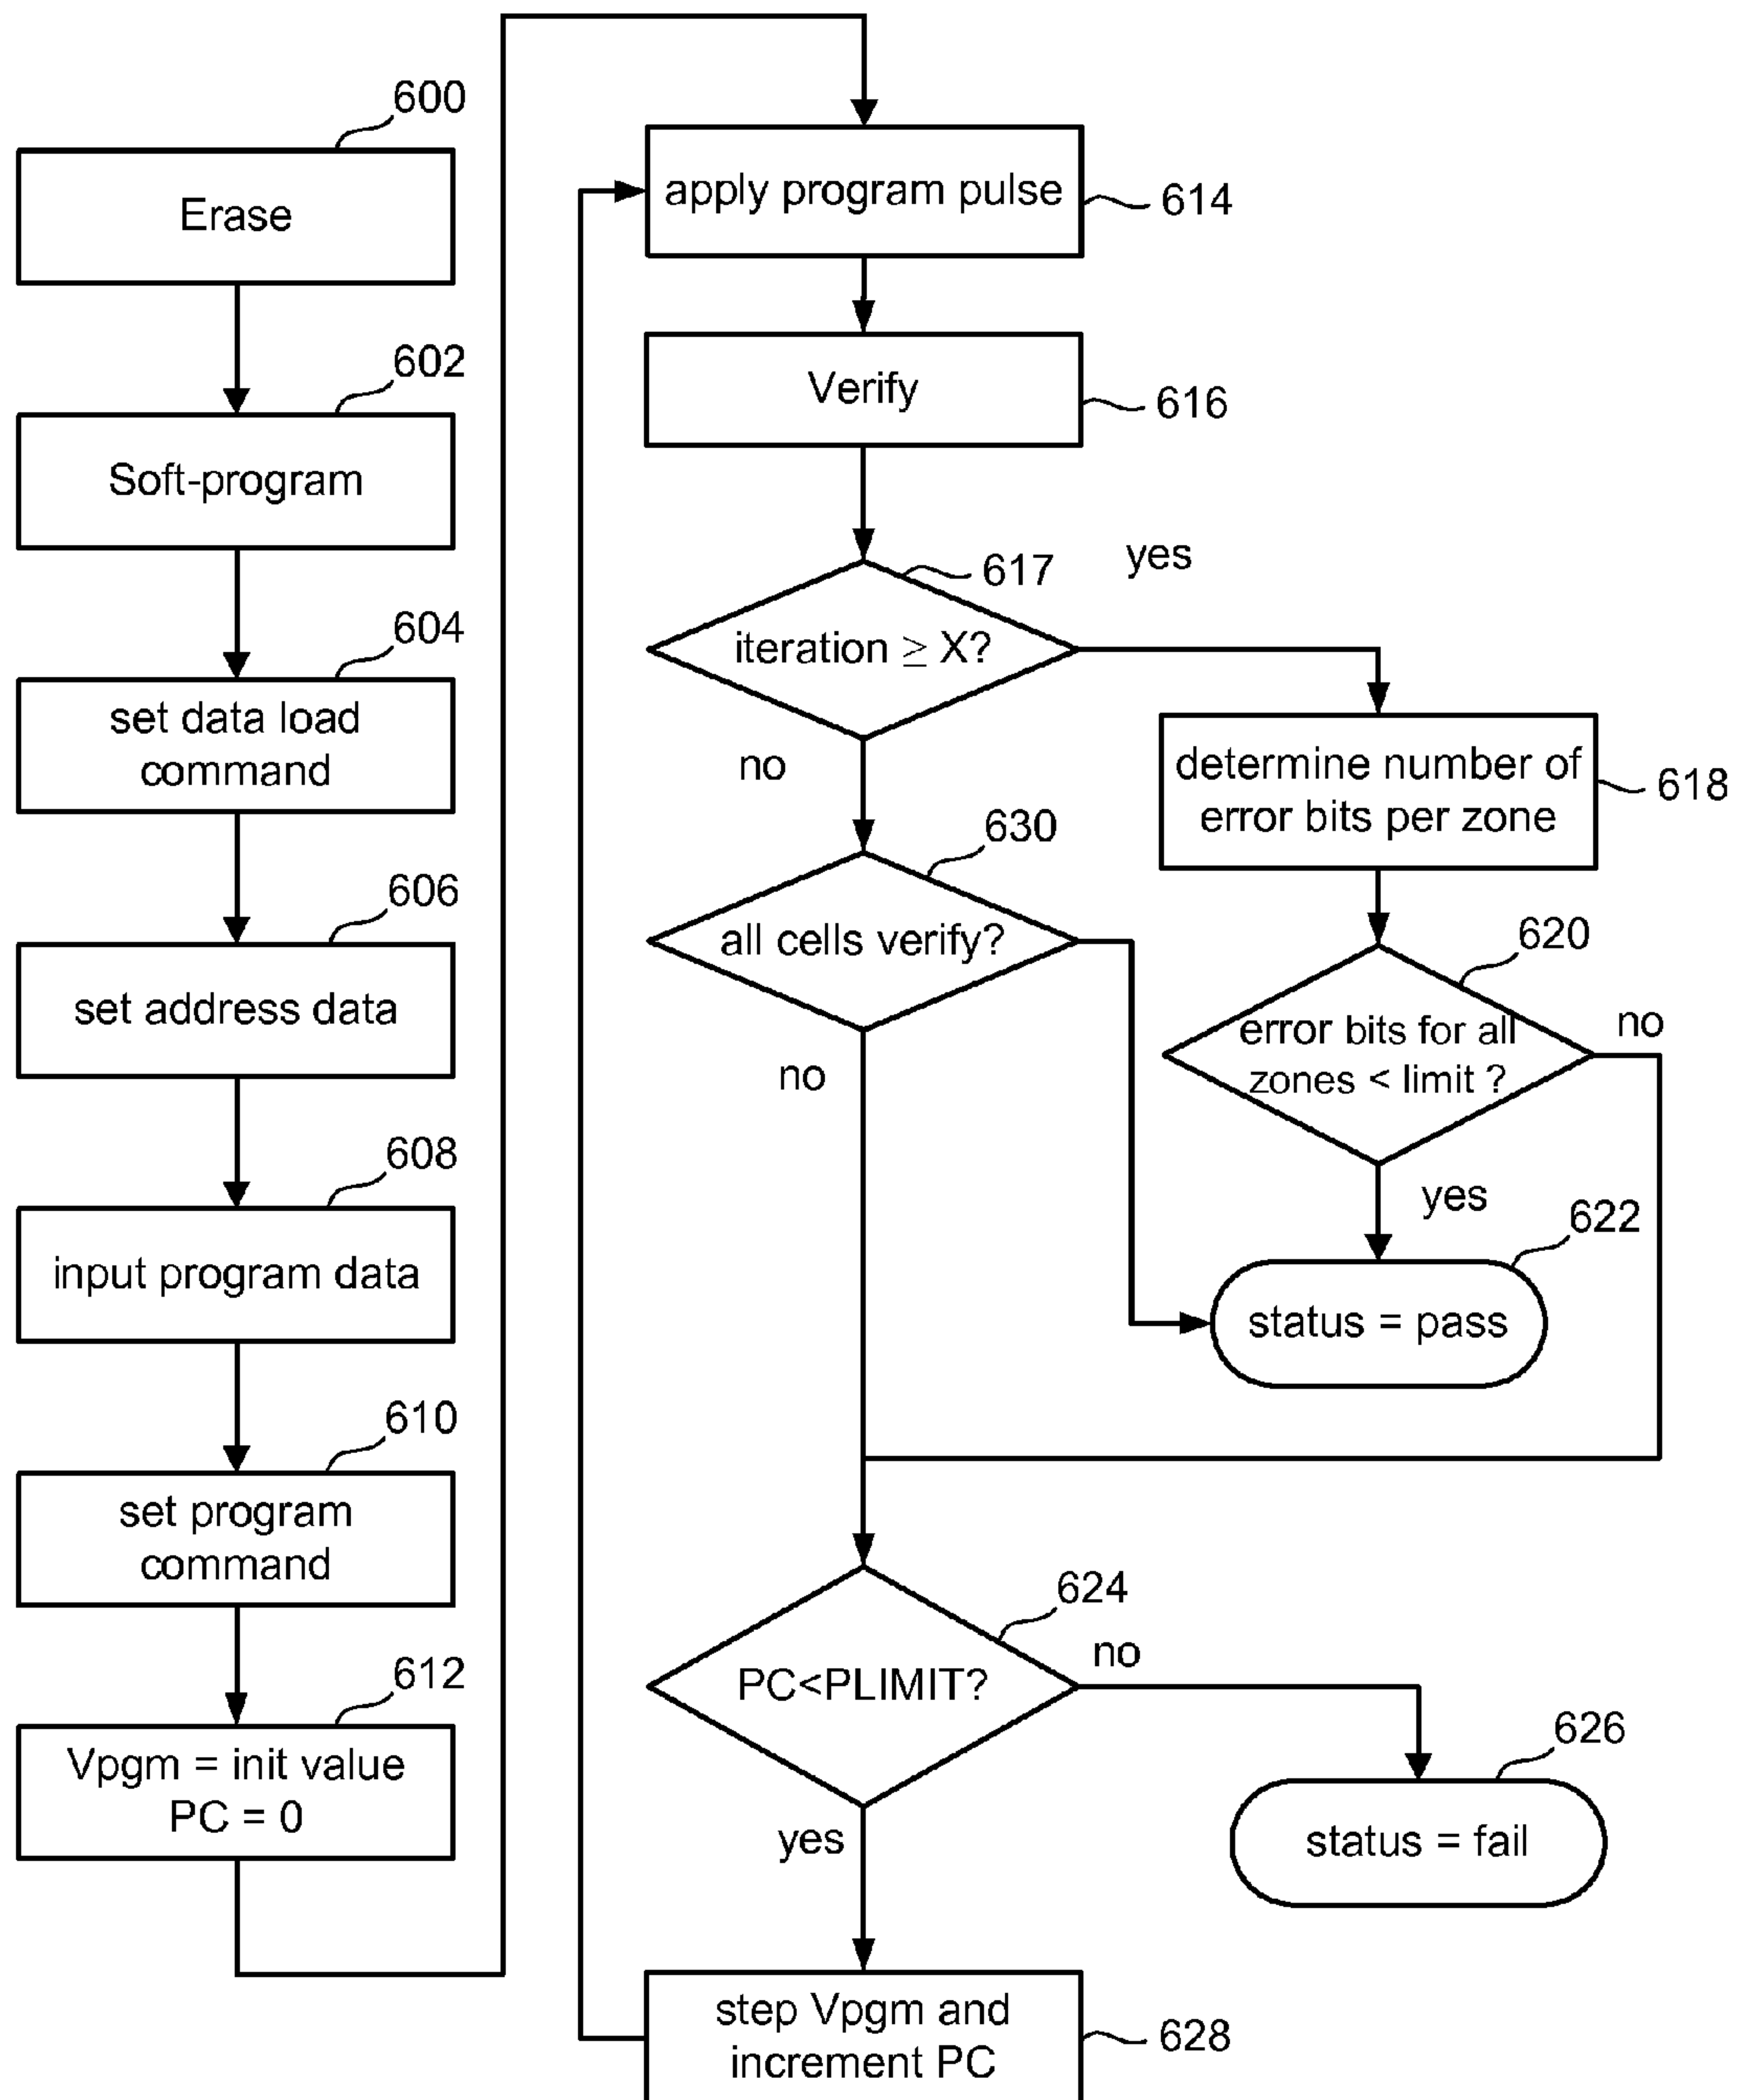 600
Erase
602
Soft-program
604
set data load
command
606
set address data
608
input program data
610
set program
command
612
Vpgm = init value
PC = 0
apply program pulse
614
Verify
616
617
yes
iteration ≥ X?
no
determine number of
error bits per zone
618
630
all cells verify?
no
620
error bits for all
zones < limit ?
no
yes
622
status = pass
624
PC<PLIMIT?
no
yes
626
status = fail
step Vpgm and
increment PC
628